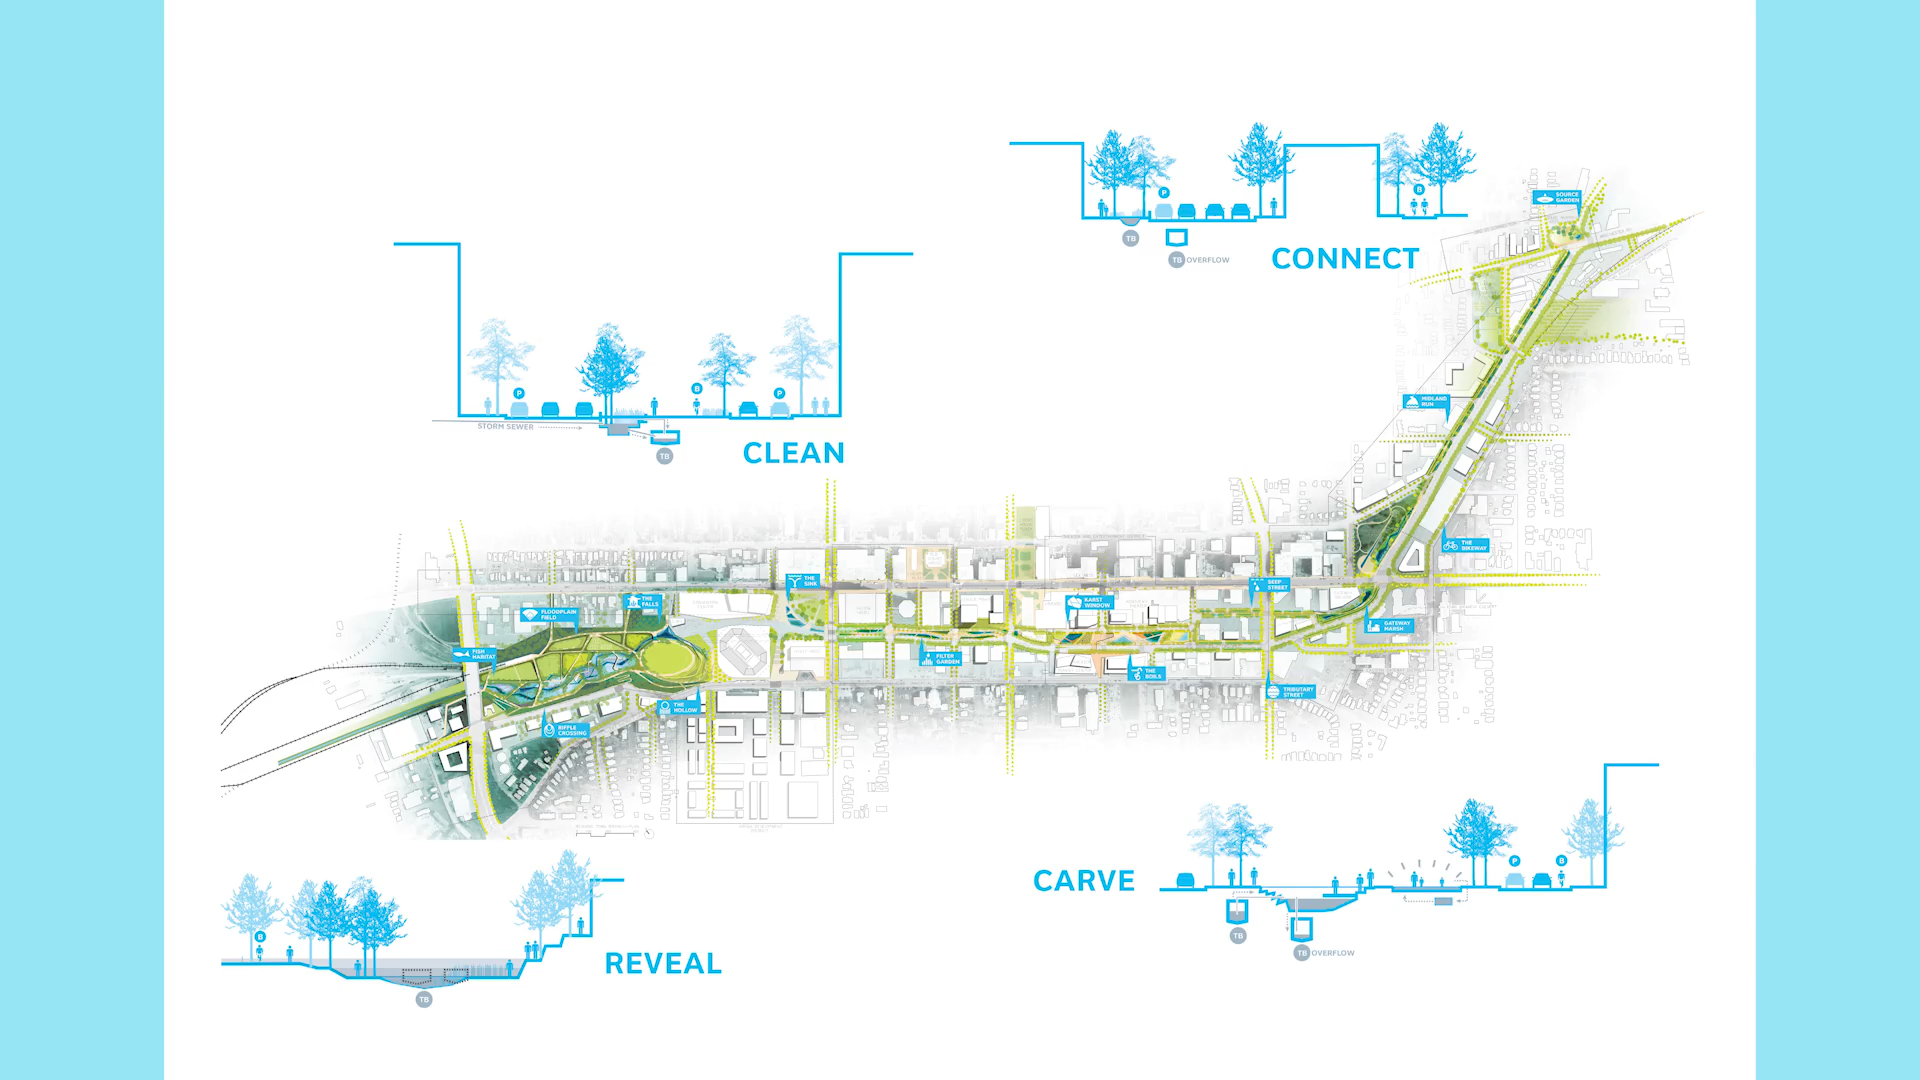 P
B
TB
TB OVERFLOW
CONNECT
SOURCE
GARDEN
P
B
P
STORM SEWER
TB
CLEAN
MIDLAND
RUN
THE
BIKEWAY
THE
SINK
SEEP
STREET
THE
FALLS
KARST
WINDOW
FLOODPLAIN
FIELD
GATEWAY
MARSH
FISH
HABITAT
FILTER
GARDEN
THE
BOILS
TRIBUTARY
STREET
THE
HOLLOW
RIFFLE
CROSSING
CARVE
P
B
TB
TB OVERFLOW
B
REVEAL
TB